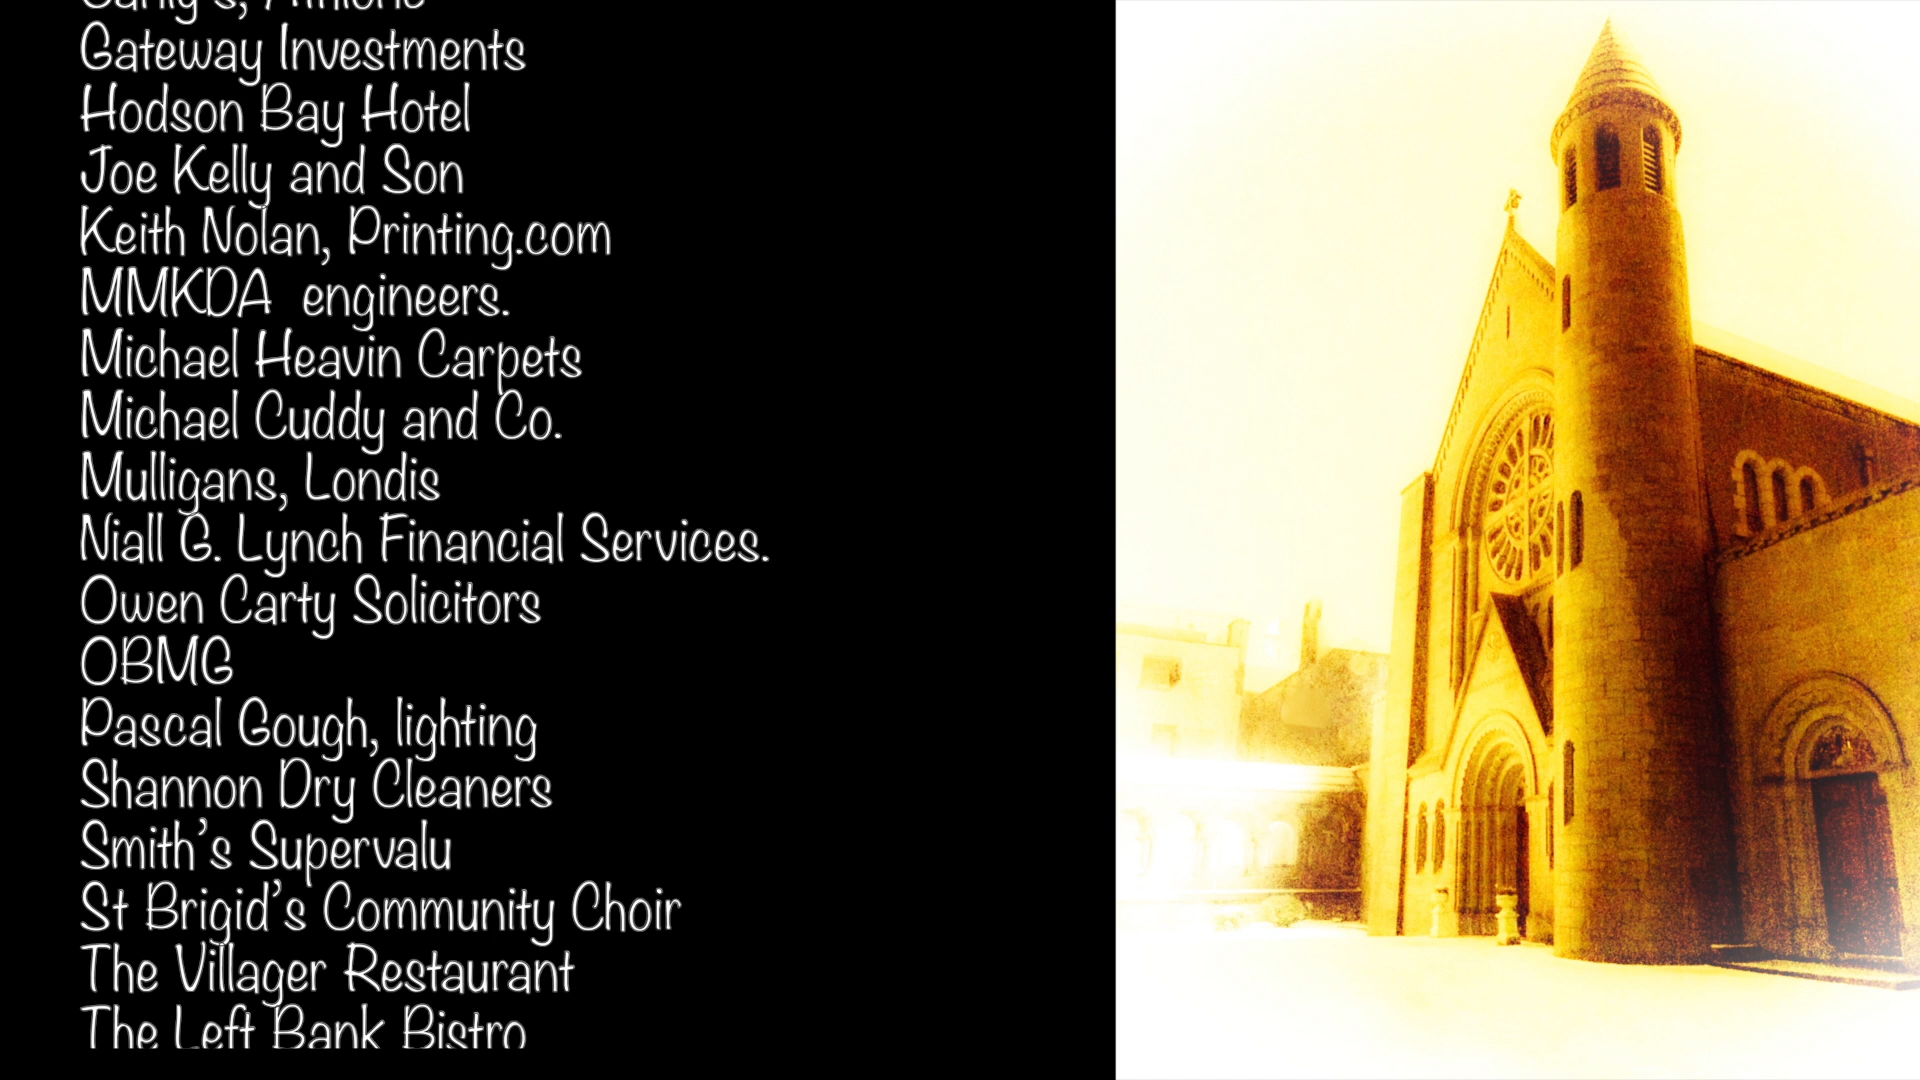 Gateway Investments
Hodson Bay Hotel
Joe Kelly and Son
Keith Nolan, Printing.com
MMKDA engineers.
Michael Heavin Carpets
Michael Cuddy and Co.
Mulligans, Londis
Niall G. Lynch Financial Services.
Owen Carty Solicitors
OBMG
Pascal Gough, lighting
Shannon Dry Cleaners
Smith's Supervalu
St Brigid's Community Choir
The Villager Restaurant
The Left Bank Bistro